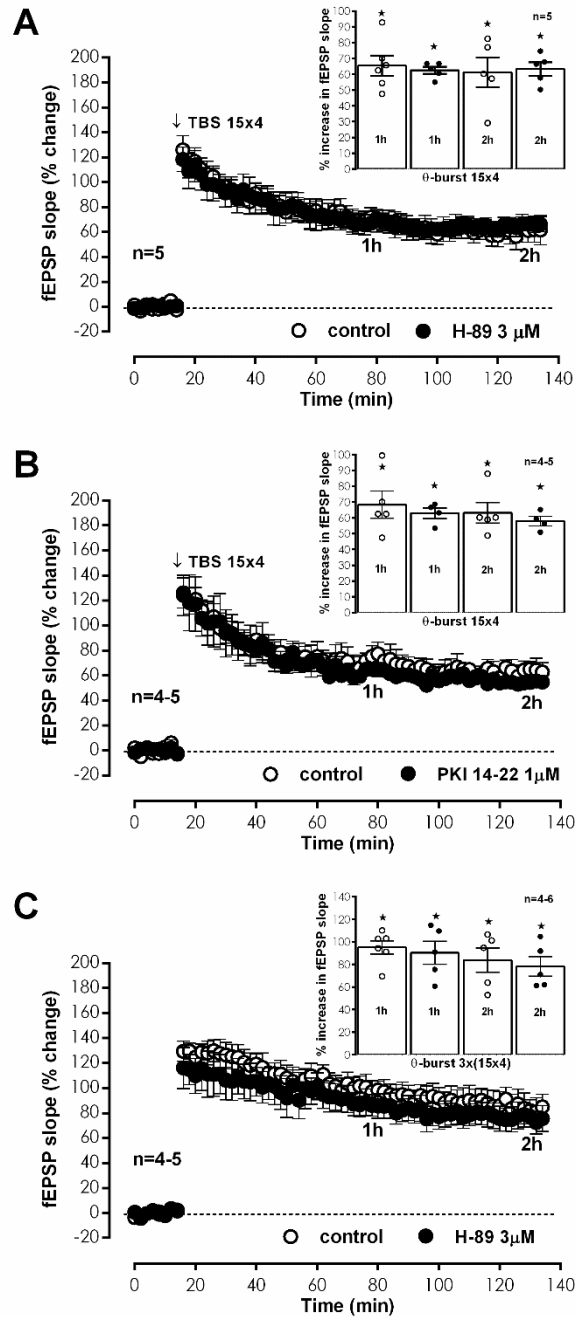 A
fEPSP slope (% change)
200
180
160
140
120
100
80
60
40
20
0
-20
↓ TBS 15x4
n=5
1h
2h
control H-89 3 μM
0 20 40 60 80 100 120 140
Time (min)
% increase in fEPSP slope
100
90
80
70
60
50
40
30
20
10
0
★ ★ ★ ★
n=5
1h 1h 2h 2h
θ-burst 15x4
B
fEPSP slope (% change)
200
180
160
140
120
100
80
60
40
20
0
-20
↓ TBS 15x4
n=4-5
1h
2h
control PKI 14-22 1μM
0 20 40 60 80 100 120 140
Time (min)
% increase in fEPSP slope
100
90
80
70
60
50
40
30
20
10
0
★ ★ ★ ★
n=4-5
1h 1h 2h 2h
θ-burst 15x4
C
fEPSP slope (% change)
200
180
160
140
120
100
80
60
40
20
0
-20
n=4-5
1h
2h
control H-89 3μM
0 20 40 60 80 100 120 140
Time (min)
% increase in fEPSP slope
140
120
100
80
60
40
20
0
★ ★ ★ ★
n=4-6
1h 1h 2h 2h
θ-burst 3x(15x4)